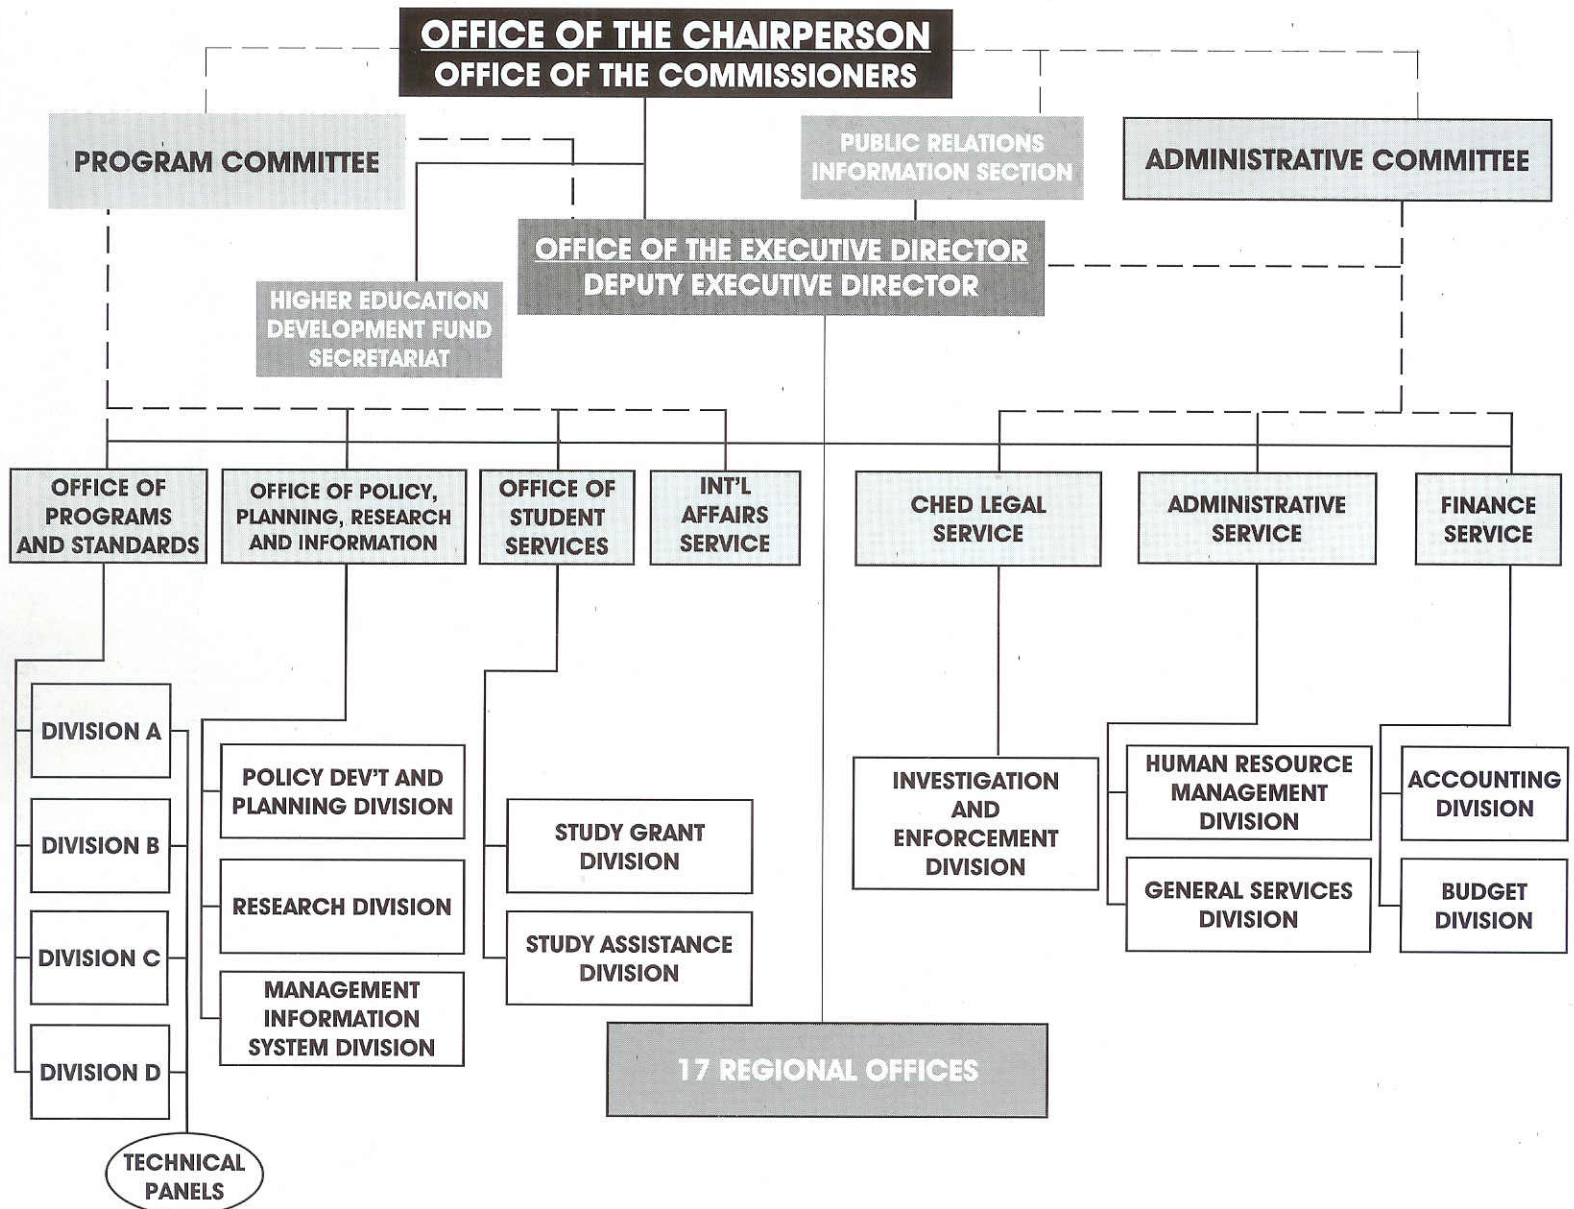 OFFICE OF THE CHAIRPERSON
OFFICE OF THE COMMISSIONERS
PROGRAM COMMITTEE
PUBLIC RELATIONS
INFORMATION SECTION
ADMINISTRATIVE COMMITTEE
OFFICE OF THE EXECUTIVE DIRECTOR
DEPUTY EXECUTIVE DIRECTOR
HIGHER EDUCATION
DEVELOPMENT FUND
SECRETARIAT
OFFICE OF
PROGRAMS
AND STANDARDS
OFFICE OF POLICY,
PLANNING, RESEARCH
AND INFORMATION
OFFICE OF
STUDENT
SERVICES
INT'L
AFFAIRS
SERVICE
CHED LEGAL
SERVICE
ADMINISTRATIVE
SERVICE
FINANCE
SERVICE
DIVISION A
DIVISION B
DIVISION C
DIVISION D
TECHNICAL
PANELS
POLICY DEV'T AND
PLANNING DIVISION
RESEARCH DIVISION
MANAGEMENT
INFORMATION
SYSTEM DIVISION
STUDY GRANT
DIVISION
STUDY ASSISTANCE
DIVISION
INVESTIGATION
AND
ENFORCEMENT
DIVISION
HUMAN RESOURCE
MANAGEMENT
DIVISION
GENERAL SERVICES
DIVISION
ACCOUNTING
DIVISION
BUDGET
DIVISION
17 REGIONAL OFFICES